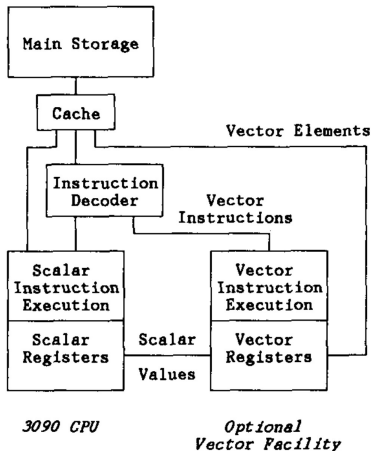 Main Storage
Cache
Vector Elements
Instruction
Decoder
Vector
Instructions
Scalar
Instruction
Execution
Vector
Instruction
Execution
Scalar
Registers
Scalar
Values
Vector
Registers
3090 CPU
Optional
Vector Facility